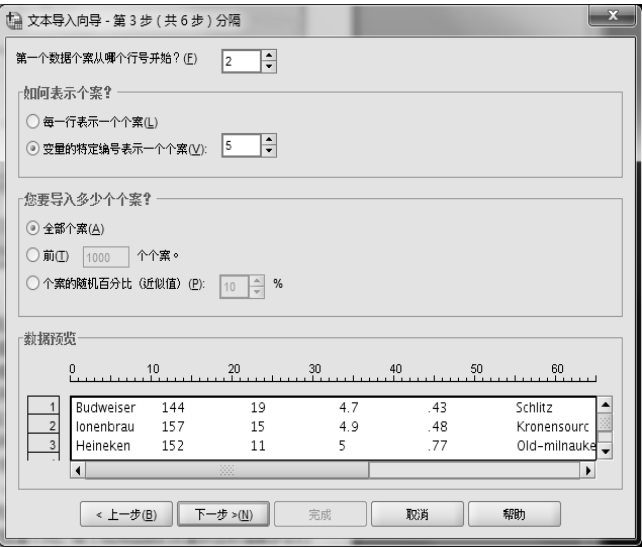 文本导入向导 - 第 3 步 ( 共 6 步 ) 分隔
第一个数据个案从哪个行号开始？(F) 2
如何表示个案？
每一行表示一个个案(L)
变量的特定编号表示一个个案(V): 5
您要导入多少个个案？
全部个案(A)
前(T) 1000 个个案。
个案的随机百分比（近似值）(P): 10 %
数据预览
0 10 20 30 40 50 60
1 Budweiser 144 19 4.7 .43 Schlitz
2 lonenbrau 157 15 4.9 .48 Kronensourc
3 Heineken 152 11 5 .77 Old-milnauke
< 上一步(B) 下一步 >(N) 完成 取消 帮助